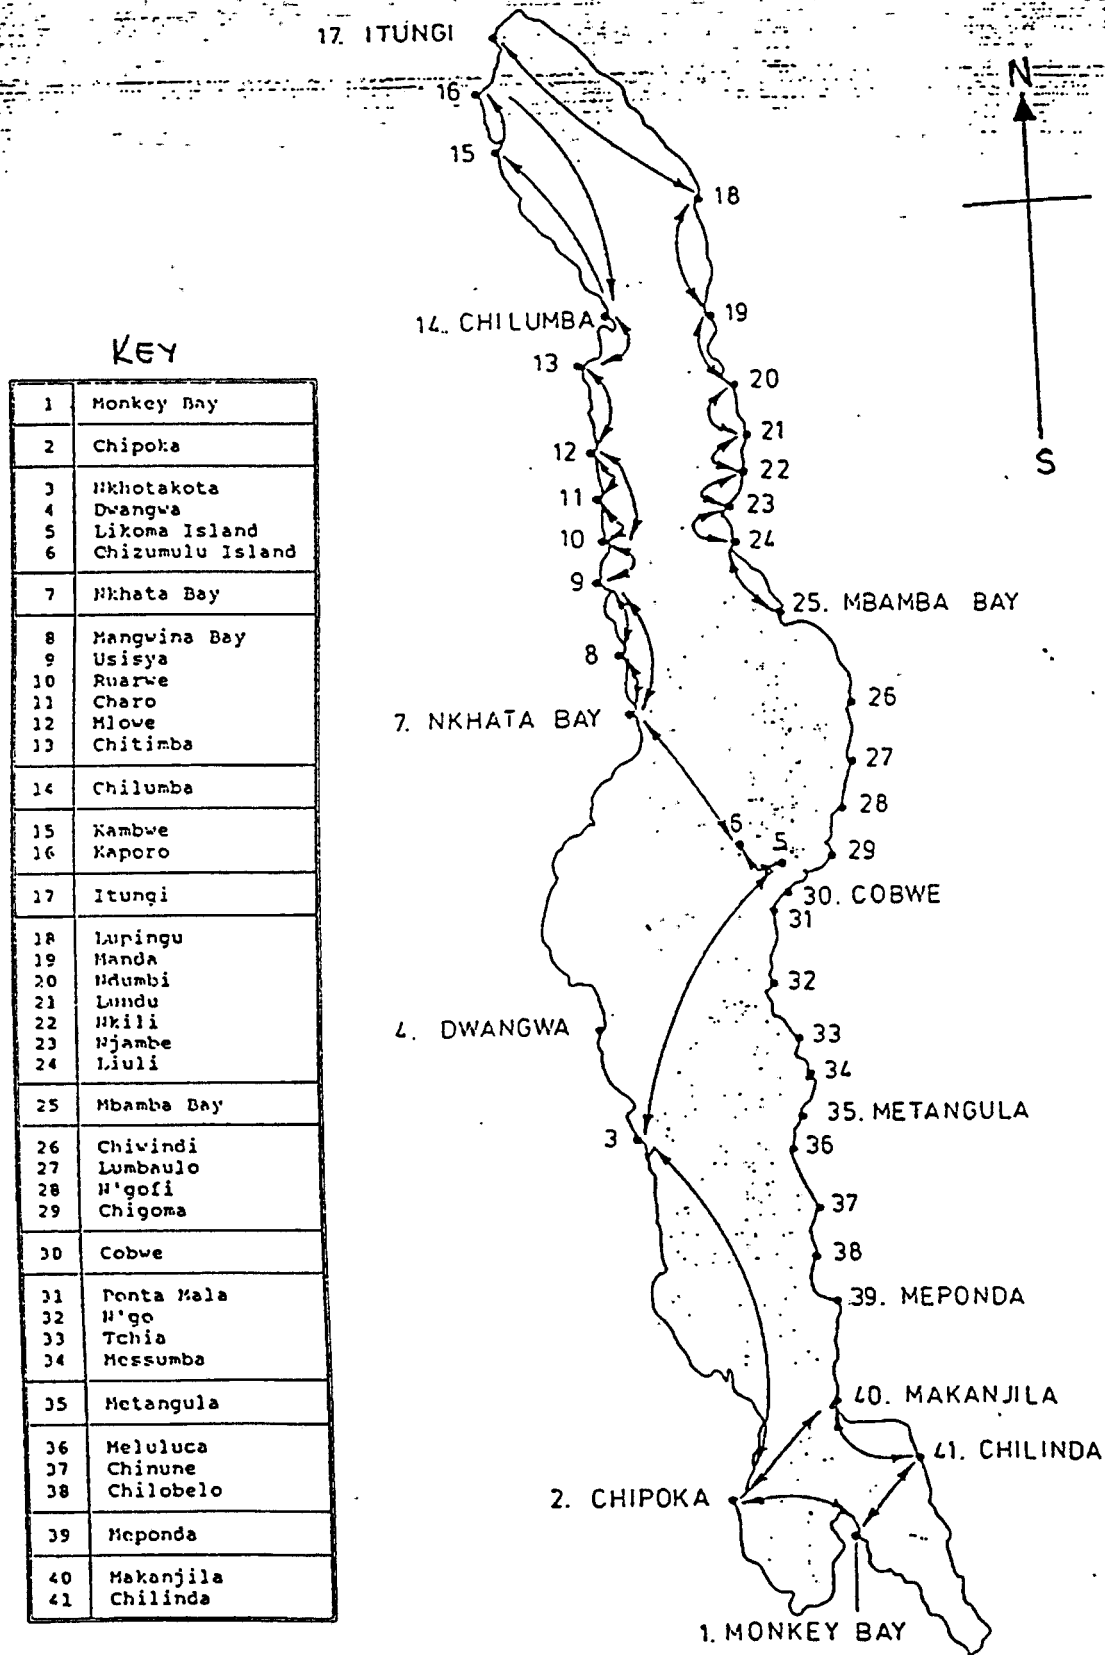 17. ITUNGI
16
15
18
N
S
14. CHILUMBA
19
13
20
12
21
11
22
10
23
9
24
8
25. MBAMBA BAY
7. NKHATA BAY
26
27
28
6
5
29
30. COBWE
31
32
4. DWANGWA
33
34
35. METANGULA
3
36
37
38
39. MEPONDA
40. MAKANJILA
41. CHILINDA
2. CHIPOKA
1. MONKEY BAY
KEY
1 Monkey Bay
2 Chipoka
3 Nkhotakota
4 Dwangwa
5 Likoma Island
6 Chizumulu Island
7 Nkhata Bay
8 Mangwina Bay
9 Usisya
10 Ruarwe
11 Charo
12 Mlowe
13 Chitimba
14 Chilumba
15 Kambwe
16 Kaporo
17 Itungi
18 Lupingu
19 Manda
20 Ndumbi
21 Lundu
22 Nkili
23 Njambe
24 Liuli
25 Mbamba Bay
26 Chiwindi
27 Lumbaulo
28 N'gofi
29 Chigoma
30 Cobwe
31 Ponta Mala
32 N'go
33 Tchia
34 Messumba
35 Metangula
36 Meluluca
37 Chinune
38 Chilobelo
39 Meponda
40 Makanjila
41 Chilinda